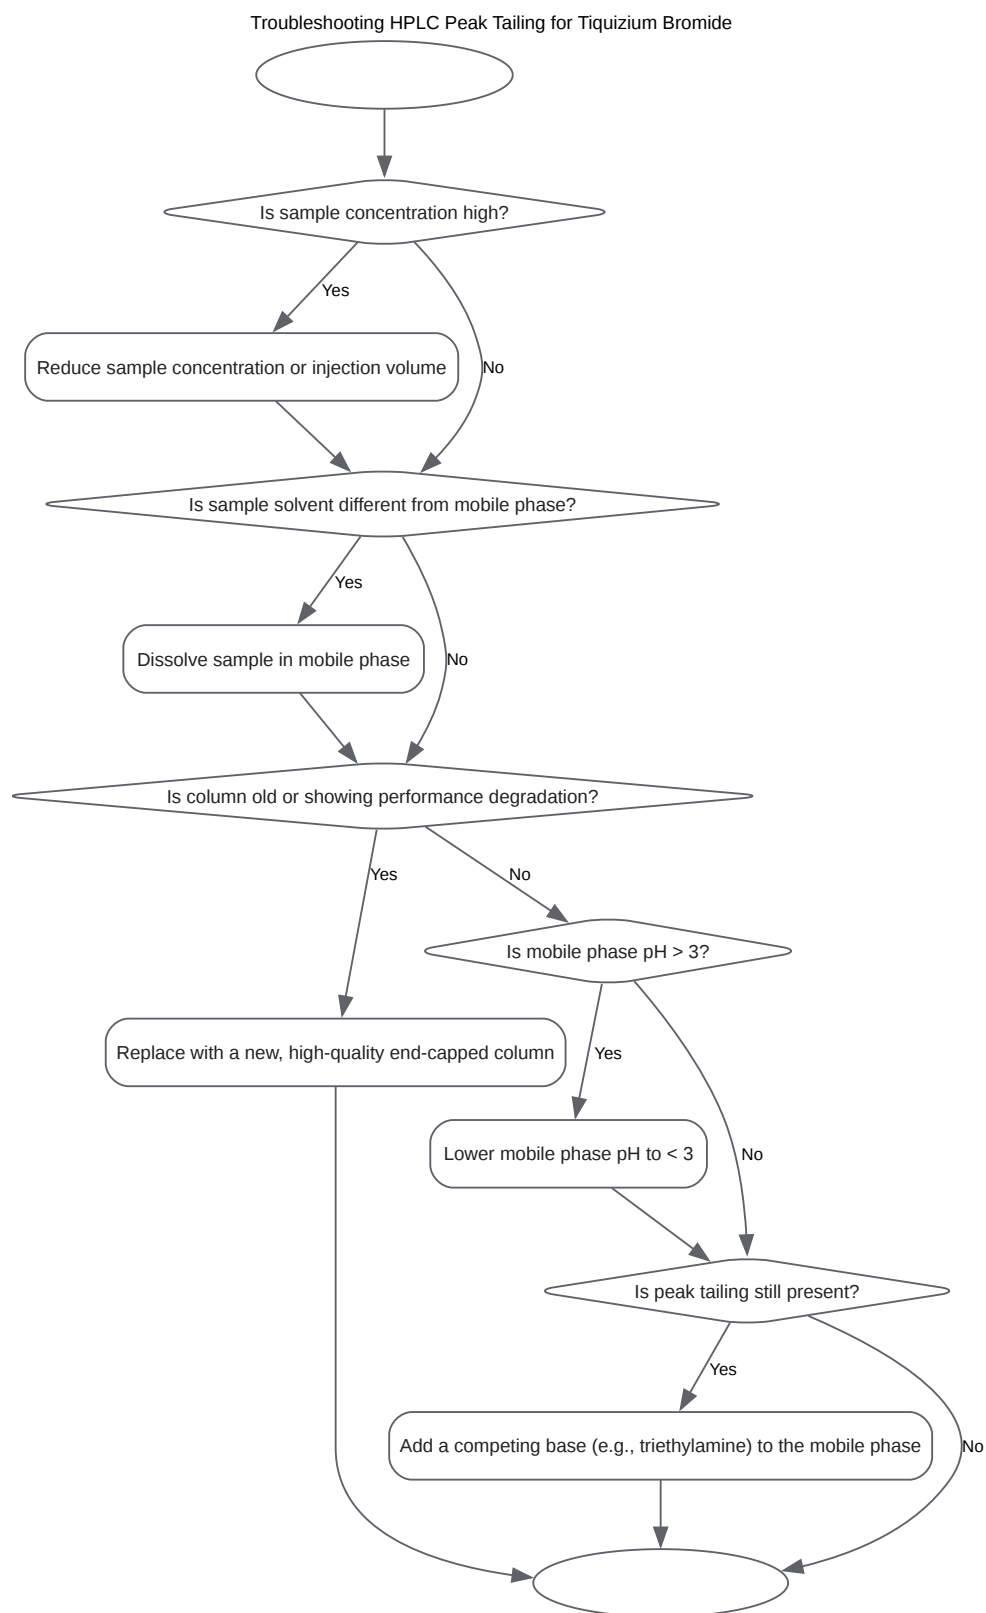 Troubleshooting HPLC Peak Tailing for Tiquizium Bromide
Is sample concentration high?
Yes
Reduce sample concentration or injection volume
No
Is sample solvent different from mobile phase?
Yes
Dissolve sample in mobile phase
No
Is column old or showing performance degradation?
Yes
No
Is mobile phase pH > 3?
Replace with a new, high-quality end-capped column
Yes
Lower mobile phase pH to < 3
No
Is peak tailing still present?
Yes
Add a competing base (e.g., triethylamine) to the mobile phase
No